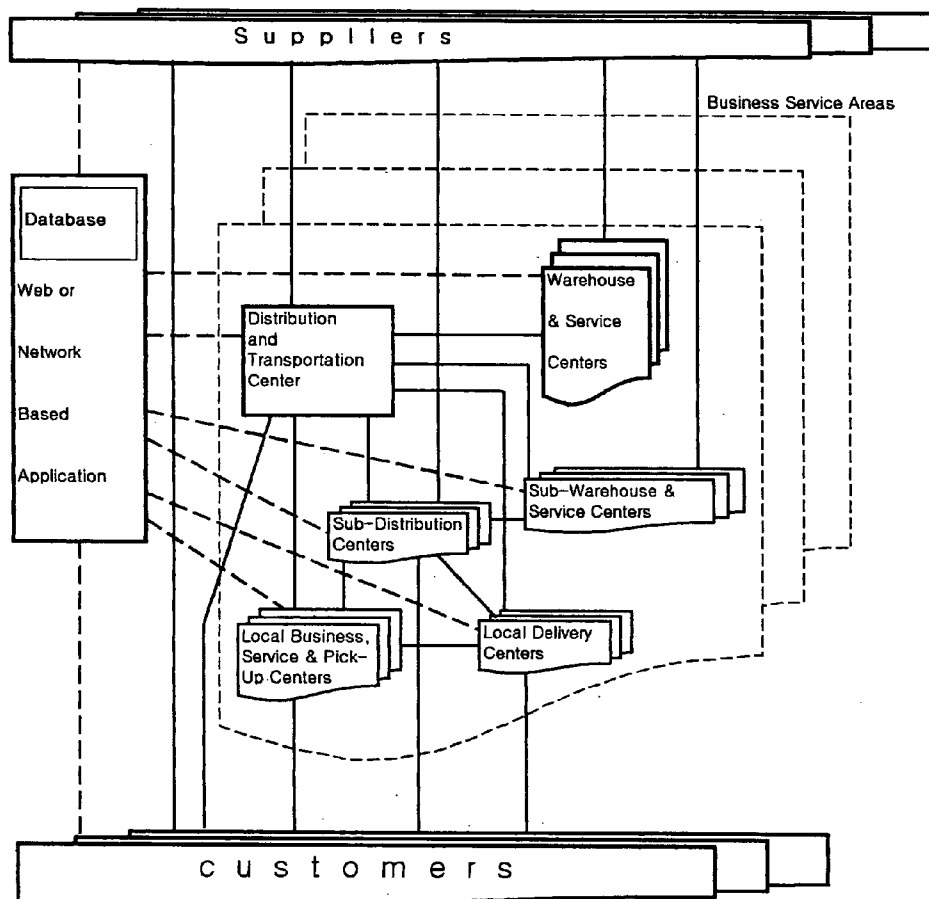 Suppliers
Business Service Areas
Database
Web or
Network
Based
Application
Distribution
and
Transportation
Center
Warehouse
& Service
Centers
Sub-Warehouse &
Service Centers
Sub-Distribution
Centers
Local Business,
Service & Pick-
Up Centers
Local Delivery
Centers
customers